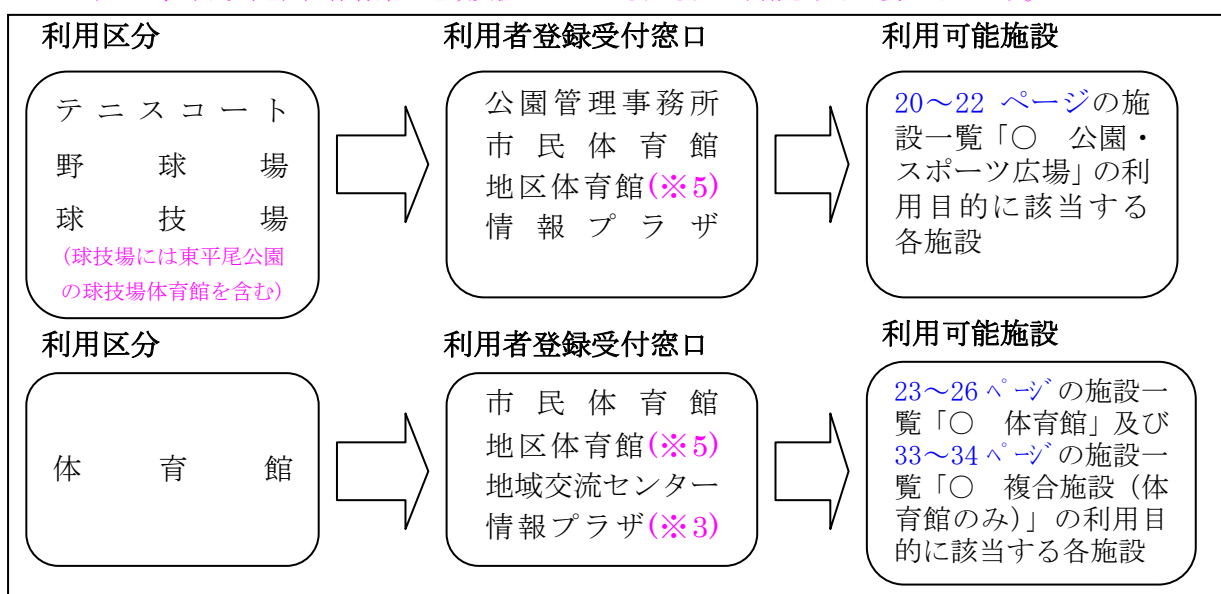 利用区分
利用者登録受付窓口
利用可能施設
テニスコート
野球場
球技場
(球技場には東平尾公園
の球技場体育館を含む)
公園管理事務所
市民体育館
地区体育館(※5)
情報プラザ
20～22 ページの施
設一覧「○　公園・
スポーツ広場」の利
用目的に該当する
各施設
利用区分
利用者登録受付窓口
利用可能施設
体育館
市民体育館
地区体育館(※5)
地域交流センター
情報プラザ(※3)
23～26 ﾍﾟｰｼﾞの施設一
覧「○　体育館」及び
33～34 ﾍﾟｰｼﾞの施設一
覧「○　複合施設（体
育館のみ）」の利用目
的に該当する各施設